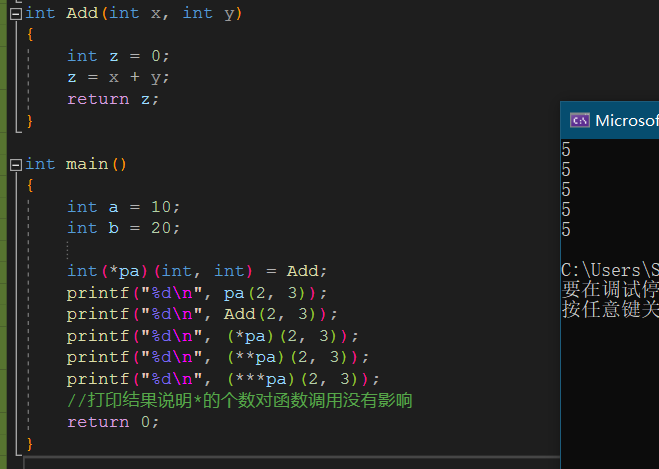 int Add(int x, int y)
{
int z = 0;
z = x + y;
return z;
}
int main()
{
int a = 10;
int b = 20;
int(*pa)(int, int) = Add;
printf("%d\n", pa(2, 3));
printf("%d\n", Add(2, 3));
printf("%d\n", (*pa)(2, 3));
printf("%d\n", (**pa)(2, 3));
printf("%d\n", (***pa)(2, 3));
//打印结果说明*的个数对函数调用没有影响
return 0;
}
C:\ Microsof
5
5
5
5
5
C:\Users\S
要在调试停
按任意键关